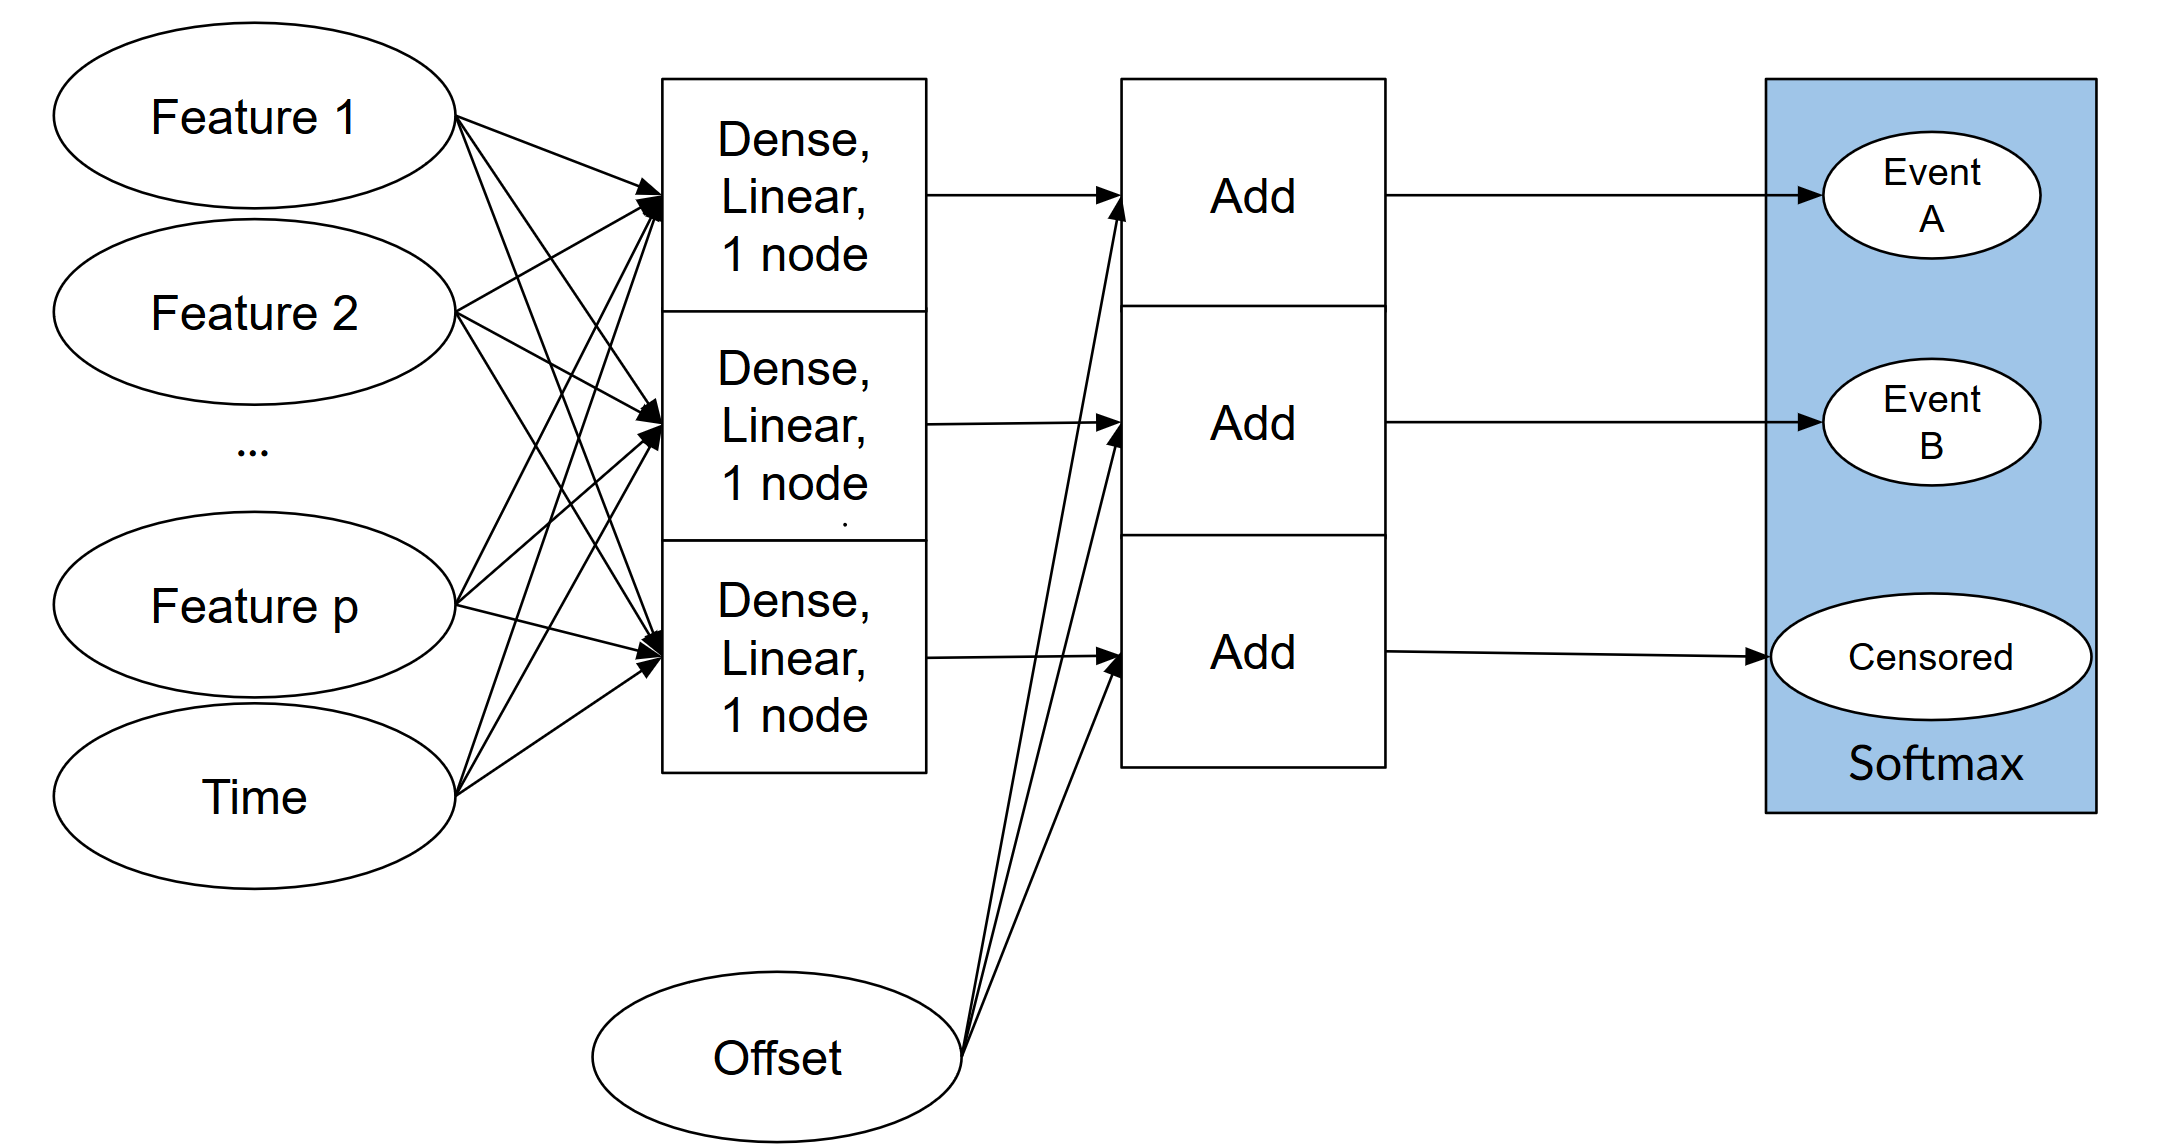 Feature 1
Feature 2
...
Feature p
Time
Offset
Dense,
Linear,
1 node
Dense,
Linear,
1 node
.
Dense,
Linear,
1 node
Add
Add
Add
Event
A
Event
B
Censored
Softmax